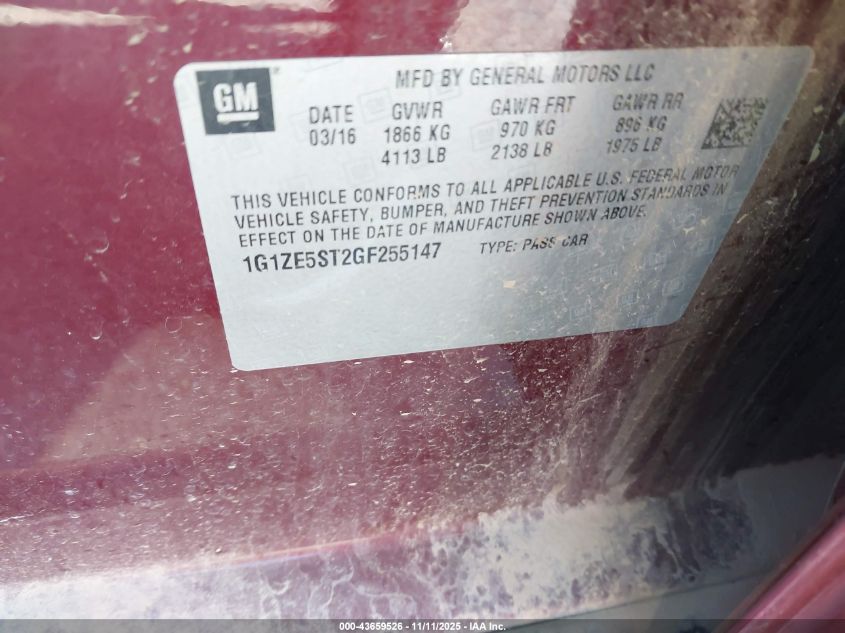 GM
MFD BY GENERAL MOTORS LLC
DATE GVWR GAWR FRT GAWR RR
03/16 1866 KG 970 KG 896 KG
4113 LB 2138 LB 1975 LB
THIS VEHICLE CONFORMS TO ALL APPLICABLE U.S. FEDERAL MOTOR
VEHICLE SAFETY, BUMPER, AND THEFT PREVENTION STANDARDS IN
EFFECT ON THE DATE OF MANUFACTURE SHOWN ABOVE.
1G1ZE5ST2GF255147 TYPE: PASS CAR
000-43659526 - 11/11/2025 - IAA Inc.